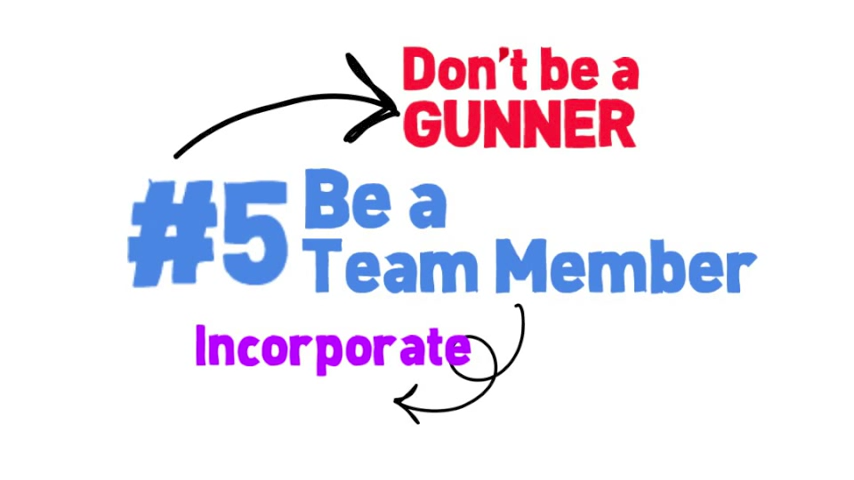 Don't be a
GUNNER
#5 Be a
Team Member
Incorporate